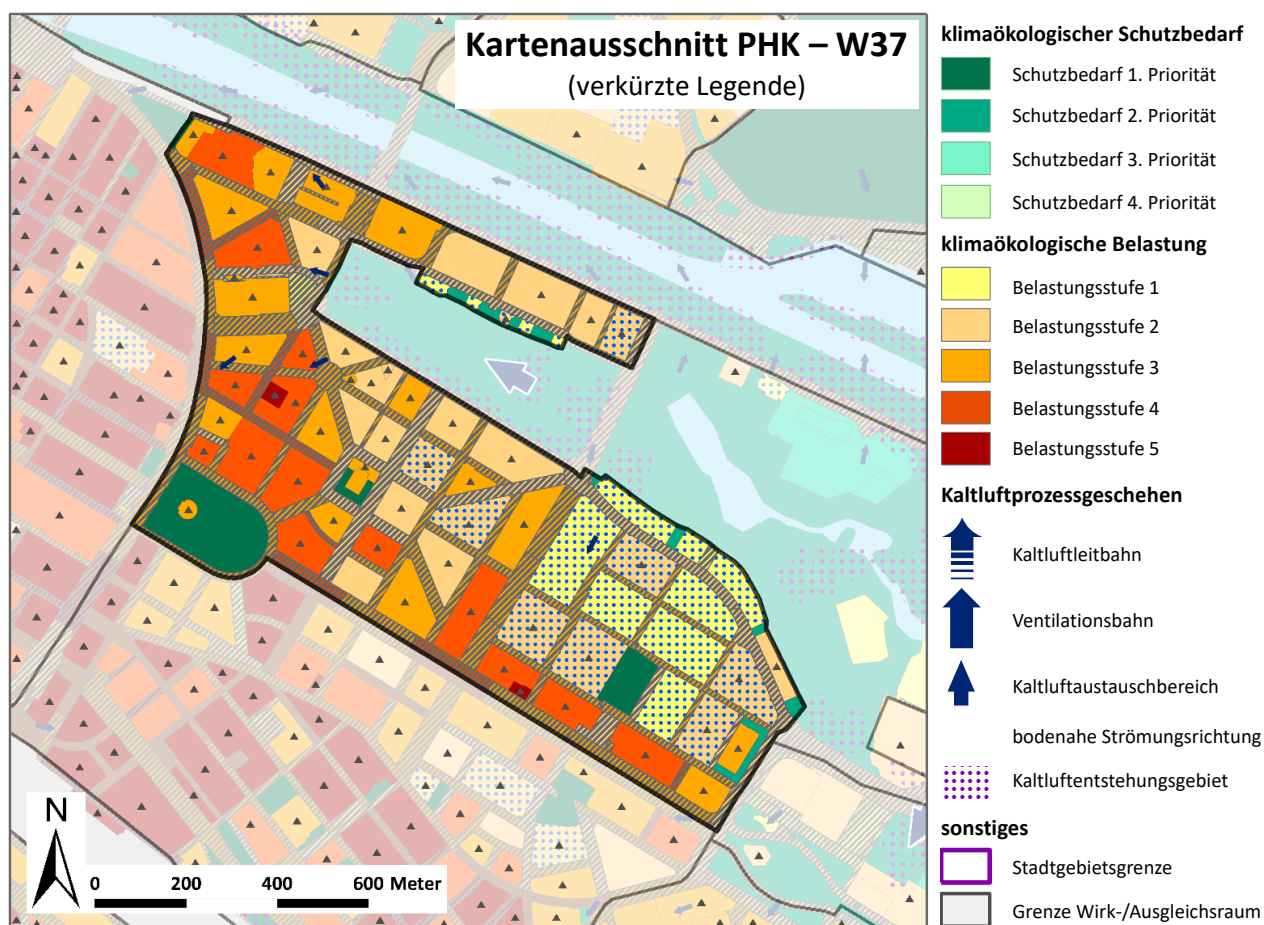 Kartenausschnitt PHK – W37
(verkürzte Legende)
klimaökologischer Schutzbedarf
Schutzbedarf 1. Priorität
Schutzbedarf 2. Priorität
Schutzbedarf 3. Priorität
Schutzbedarf 4. Priorität
klimaökologische Belastung
Belastungsstufe 1
Belastungsstufe 2
Belastungsstufe 3
Belastungsstufe 4
Belastungsstufe 5
Kaltluftprozessgeschehen
Kaltluftleitbahn
Ventilationsbahn
Kaltluftaustauschbereich
bodenahe Strömungsrichtung
Kaltluftentstehungsgebiet
sonstiges
Stadtgebietsgrenze
Grenze Wirk-/Ausgleichsraum
N
0 200 400 600 Meter